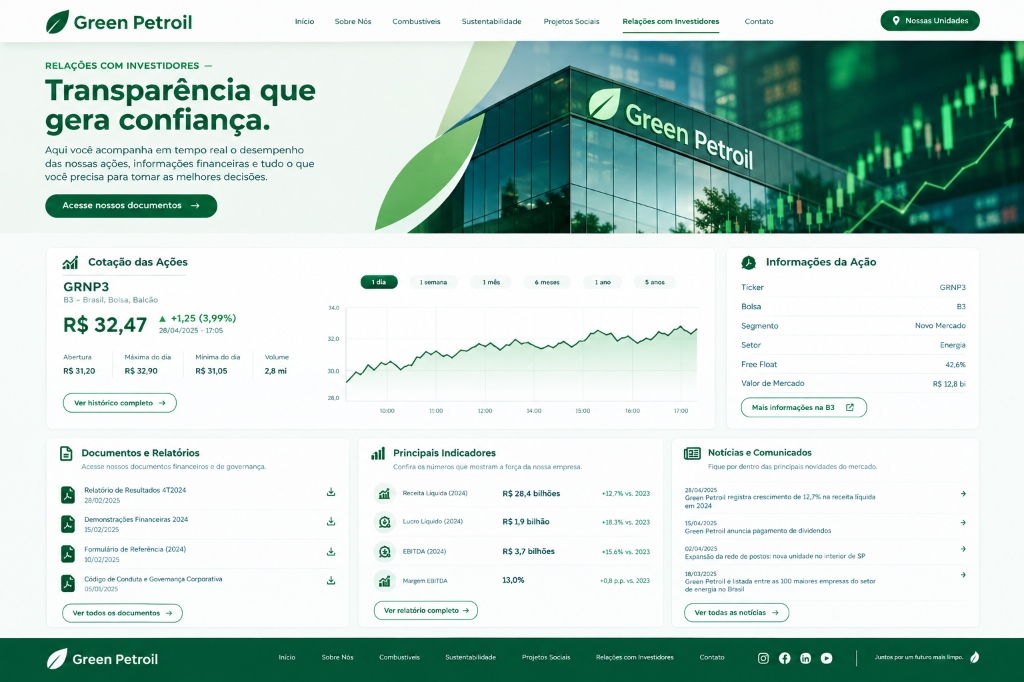 Green Petroil
Início
Sobre Nós
Combustíveis
Sustentabilidade
Projetos Sociais
Relações com Investidores
Contato
Nossas Unidades
RELAÇÕES COM INVESTIDORES —
Transparência que
gera confiança.
Aqui você acompanha em tempo real o desempenho
das nossas ações, informações financeiras e tudo o que
você precisa para tomar as melhores decisões.
Acesse nossos documentos →
Green Petroil
Cotação das Ações
GRNP3
B3 – Brasil, Bolsa, Balcão
R$ 32,47
▲ +1,25 (3,99%)
28/04/2025 - 17:05
Abertura
R$ 31,20
Máxima do dia
R$ 32,90
Mínima do dia
R$ 31,05
Volume
2,8 mi
Ver histórico completo →
1 dia
1 semana
1 mês
6 meses
1 ano
5 anos
34,0
32,0
30,0
28,0
10:00
11:00
12:00
14:00
15:00
16:00
17:00
Informações da Ação
Ticker GRNP3
Bolsa B3
Segmento Novo Mercado
Setor Energia
Free Float 42,6%
Valor de Mercado R$ 12,8 bi
Mais informações na B3
Documentos e Relatórios
Acesse nossos documentos financeiros e de governança.
Relatório de Resultados 4T2024
28/02/2025
Demonstrações Financeiras 2024
15/02/2025
Formulário de Referência (2024)
10/02/2025
Código de Conduta e Governança Corporativa
05/01/2025
Ver todos os documentos →
Principais Indicadores
Confira os números que mostram a força da nossa empresa.
Receita Líquida (2024) R$ 28,4 bilhões +12,7% vs. 2023
Lucro Líquido (2024) R$ 1,9 bilhão +18,3% vs. 2023
EBITDA (2024) R$ 3,7 bilhões +15,6% vs. 2023
Margem EBITDA 13,0% +0,8 p.p. vs. 2023
Ver relatório completo →
Notícias e Comunicados
Fique por dentro das principais novidades do mercado.
28/04/2025
Green Petroil registra crescimento de 12,7% na receita líquida
em 2024
15/04/2025
Green Petroil anuncia pagamento de dividendos
02/04/2025
Expansão da rede de postos: nova unidade no interior de SP
18/03/2025
Green Petroil é listada entre as 100 maiores empresas do setor
de energia no Brasil
Ver todas as notícias →
Green Petroil
Início
Sobre Nós
Combustíveis
Sustentabilidade
Projetos Sociais
Relações com Investidores
Contato
Juntos por um futuro mais limpo.